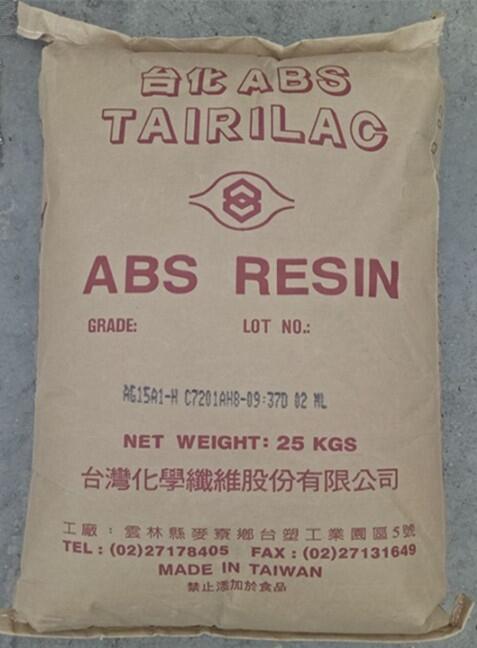 台化 ABS
TAIRILAC
ABS RESIN
GRADE: LOT NO.:
AG15A1-H C7201AH8-09:37D 02 ML
NET WEIGHT: 25 KGS
台灣化學纖維股份有限公司
工廠：雲林縣麥寮鄉台塑工業園區5號
TEL：(02)27178405 FAX：(02)27131649
MADE IN TAIWAN
禁止添加於食品